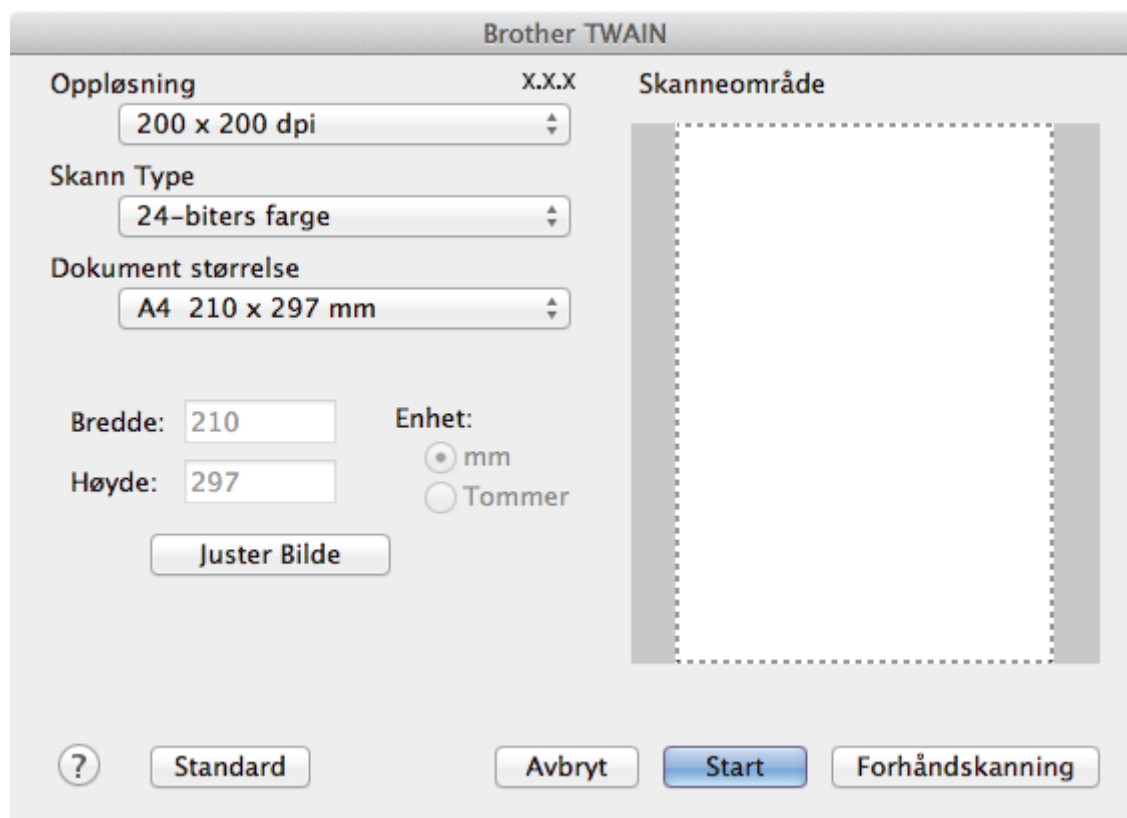 Brother TWAIN
Oppløsning
X.X.X
200 x 200 dpi
Skann Type
24-biters farge
Dokument størrelse
A4 210 x 297 mm
Bredde: 210
Høyde: 297
Enhet:
mm
Tommer
Juster Bilde
Skanneområde
? Standard Avbryt Start Forhåndskanning